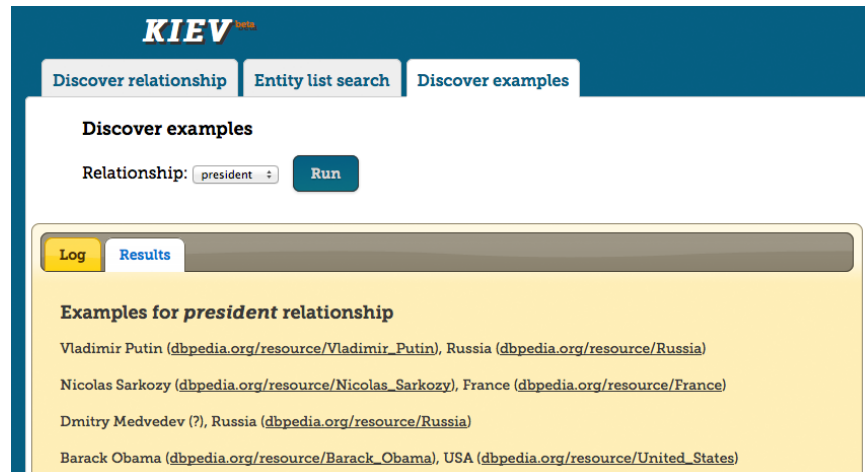 KIEV beta
Discover relationship Entity list search Discover examples
Discover examples
Relationship: president Run
Log Results
Examples for president relationship
Vladimir Putin (dbpedia.org/resource/Vladimir_Putin), Russia (dbpedia.org/resource/Russia)
Nicolas Sarkozy (dbpedia.org/resource/Nicolas_Sarkozy), France (dbpedia.org/resource/France)
Dmitry Medvedev (?), Russia (dbpedia.org/resource/Russia)
Barack Obama (dbpedia.org/resource/Barack_Obama), USA (dbpedia.org/resource/United_States)